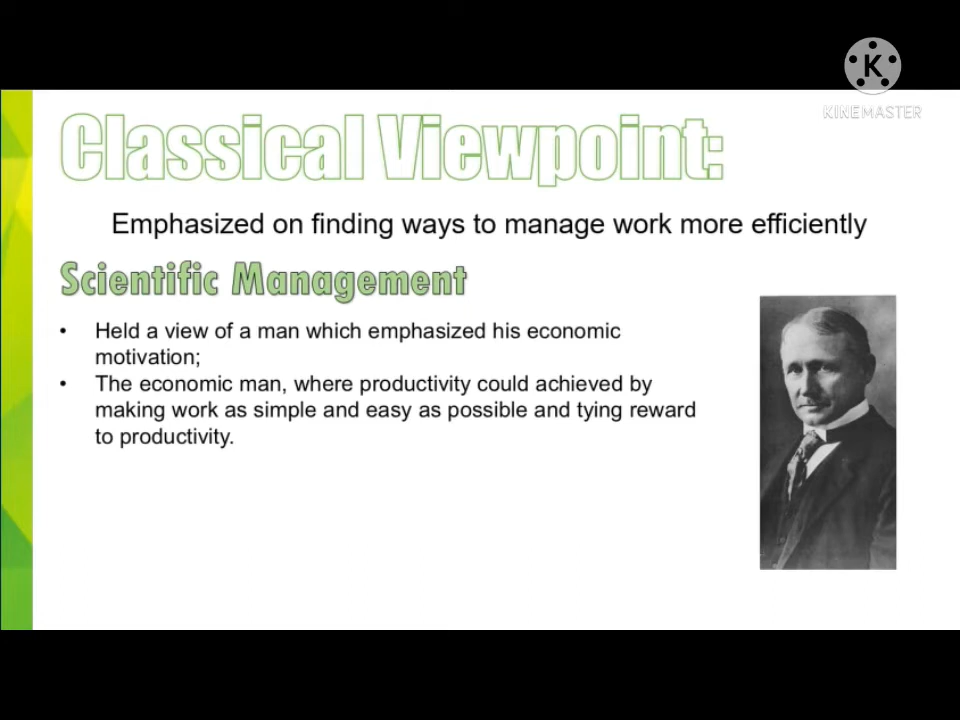 K
KINEMASTER
Classical Viewpoint:
Emphasized on finding ways to manage work more efficiently
Scientific Management
• Held a view of a man which emphasized his economic
motivation;
• The economic man, where productivity could achieved by
making work as simple and easy as possible and tying reward
to productivity.